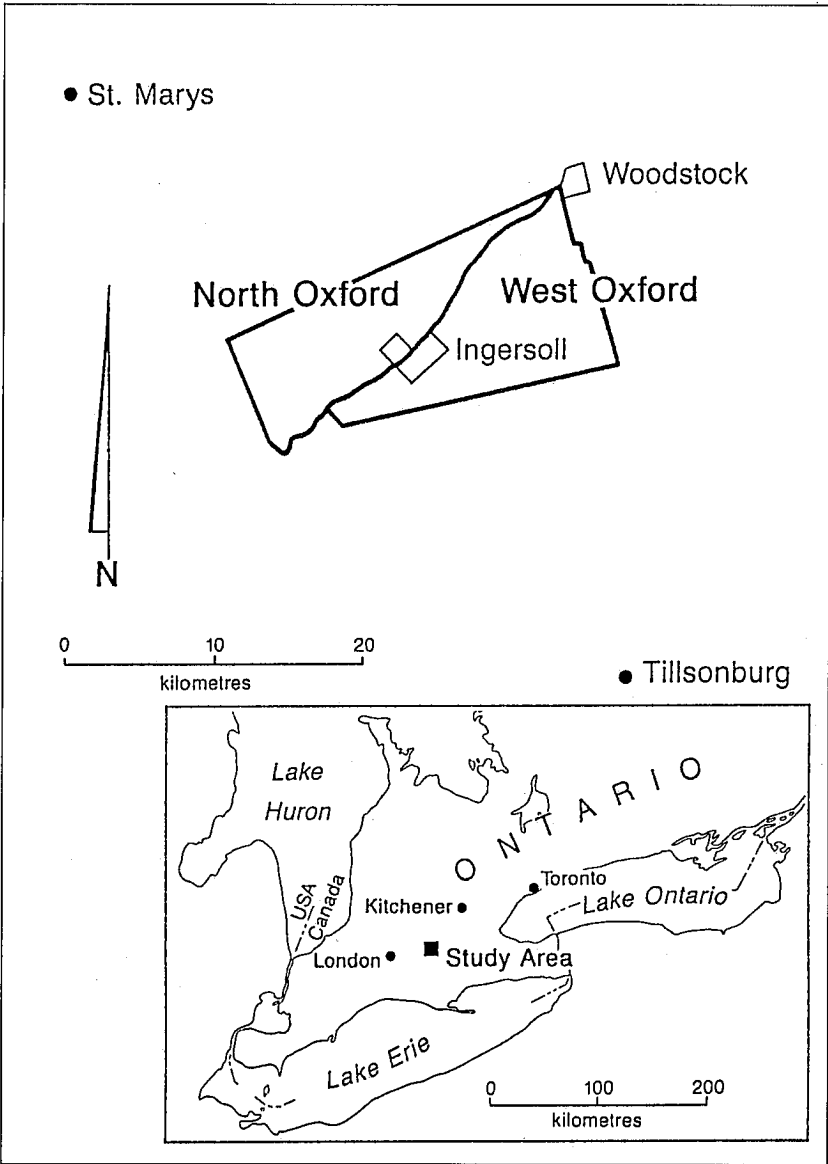 St. Marys
Woodstock
North Oxford
West Oxford
Ingersoll
N
0 10 20
kilometres
Tillsonburg
Lake
Huron
ONTARIO
USA
Canada
Toronto
Lake Ontario
Kitchener
London
Study Area
Lake Erie
0 100 200
kilometres